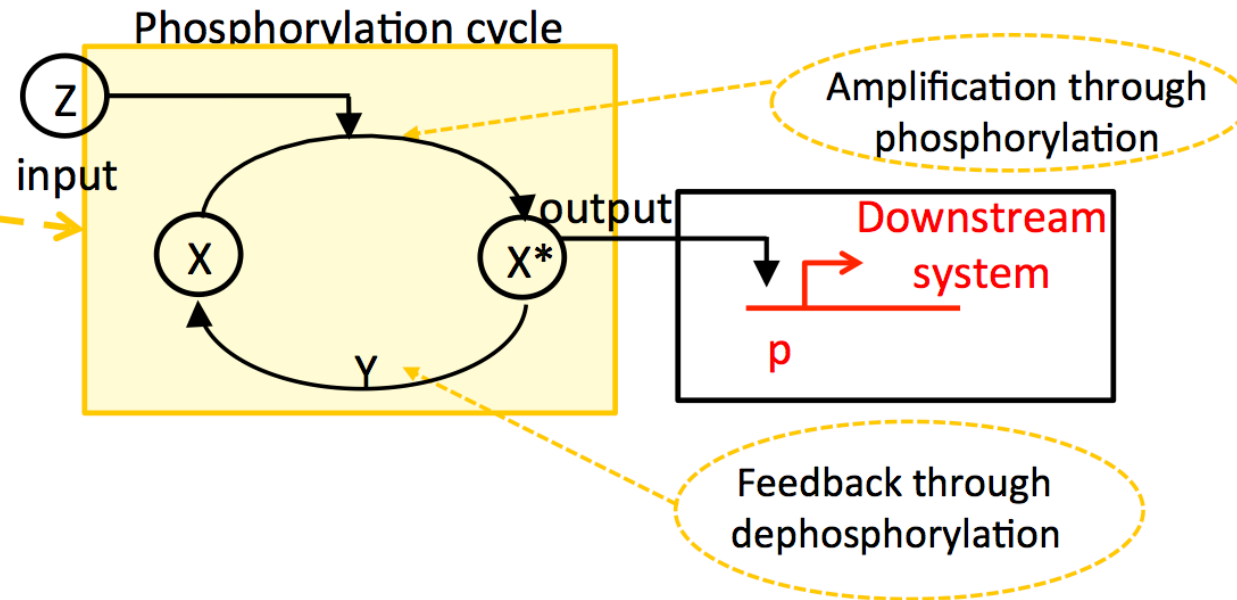 Phosphorylation cycle
Z
input
Amplification through
phosphorylation
output
X
X*
Downstream
system
p
Y
Feedback through
dephosphorylation